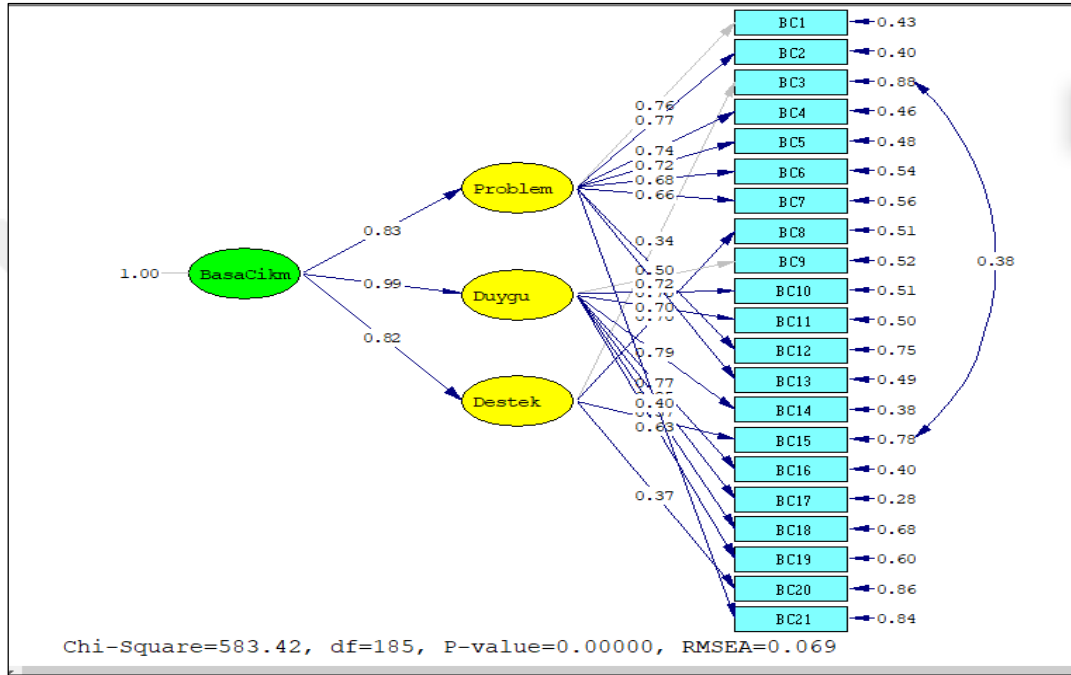 BC1 0.43
BC2 0.40
BC3 0.88
BC4 0.46
BC5 0.48
BC6 0.54
BC7 0.56
BC8 0.51
BC9 0.52
BC10 0.51
BC11 0.50
BC12 0.75
BC13 0.49
BC14 0.38
BC15 0.78
BC16 0.40
BC17 0.28
BC18 0.68
BC19 0.60
BC20 0.86
BC21 0.84
0.38
0.76
0.77
0.74
0.72
0.68
0.66
0.34
0.50
0.72
0.70
0.79
0.77
0.40
0.63
0.37
Problem
Duygu
Destek
0.83
0.99
0.82
1.00
BasaCikm
Chi-Square=583.42, df=185, P-value=0.00000, RMSEA=0.069